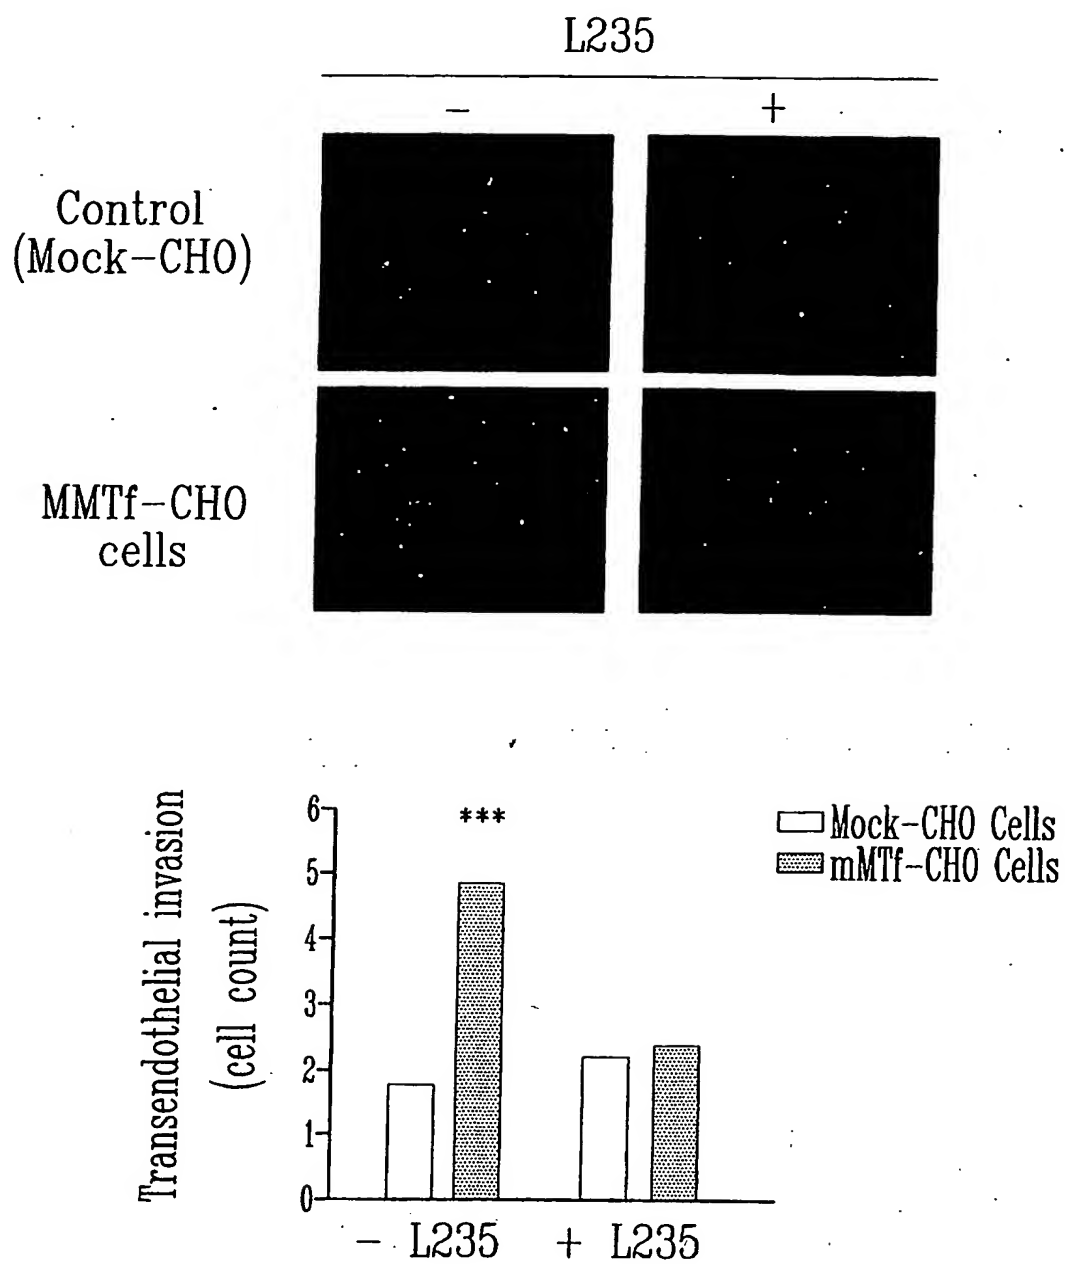 L235
− +
Control
(Mock-CHO)
MMTf-CHO
cells
Transendothelial invasion
(cell count)
6
5
4
3
2
1
0
***
Mock-CHO Cells
mMTf-CHO Cells
− L235 + L235